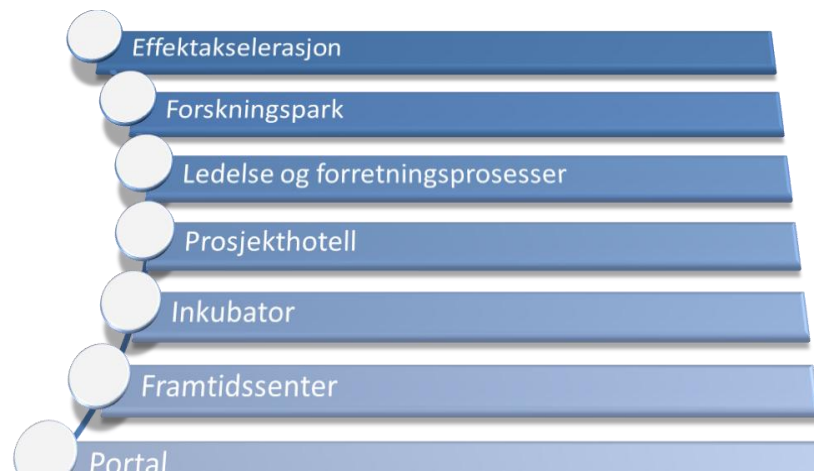 Effektakselerasjon
Forskningspark
Ledelse og forretningsprosesser
Prosjekthotell
Inkubator
Framtidssenter
Portal